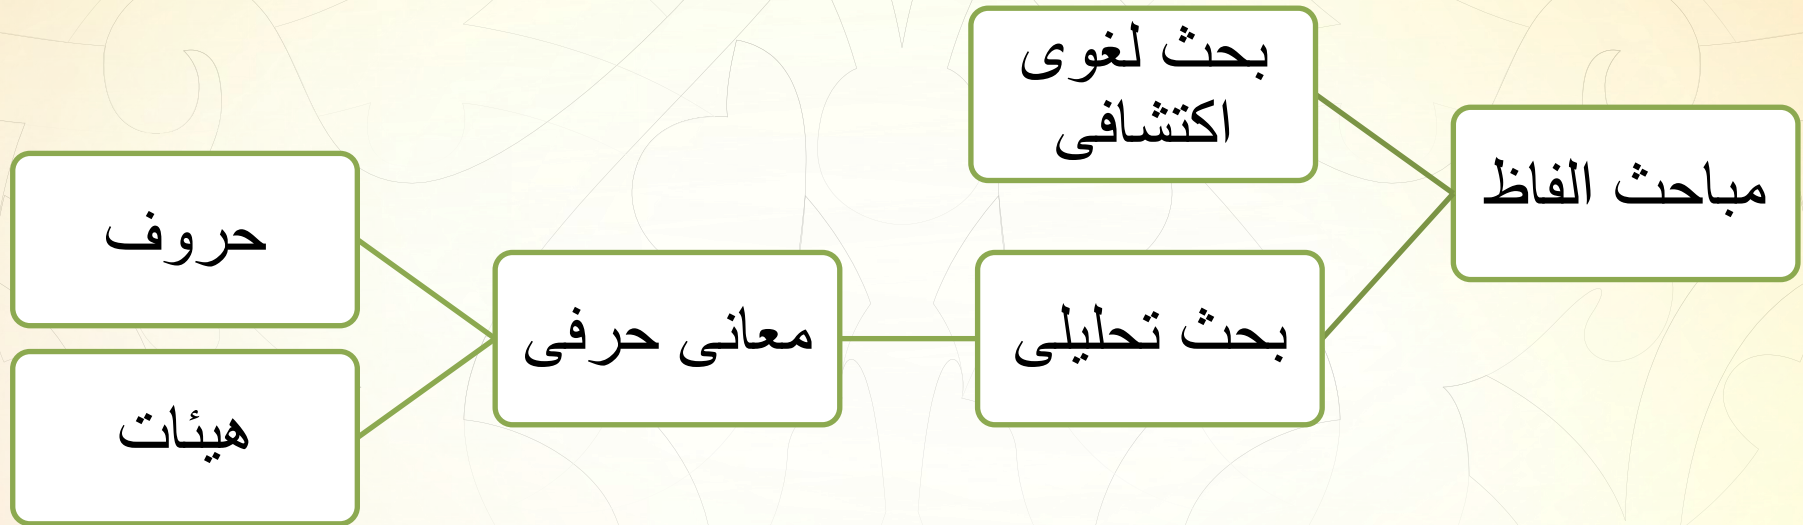 مباحث الفاظ
بحث لغوی
اکتشافی
بحث تحلیلی
معانی حرفی
حروف
هیئات